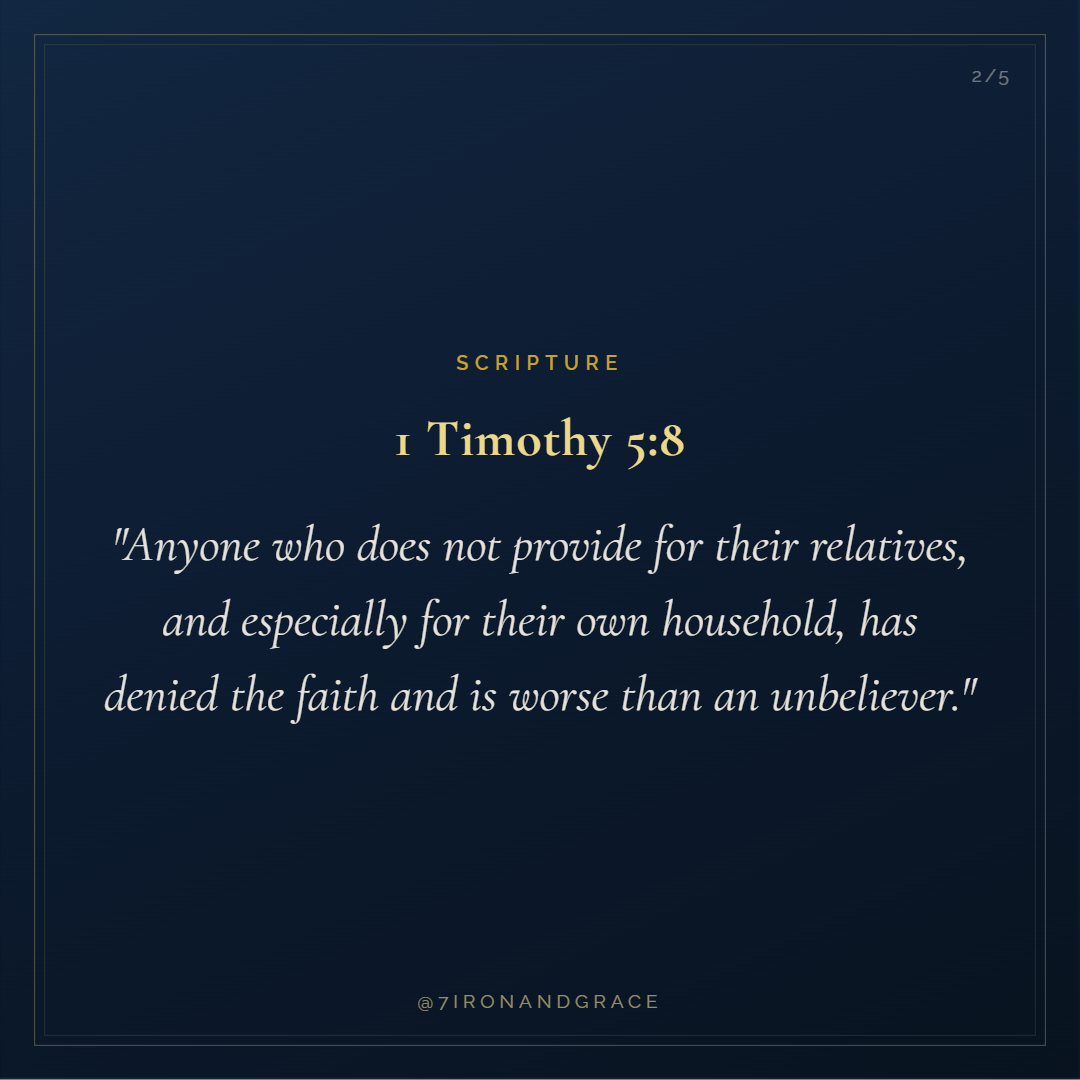 2/5
SCRIPTURE
1 Timothy 5:8
"Anyone who does not provide for their relatives,
and especially for their own household, has
denied the faith and is worse than an unbeliever."
@7IRONANDGRACE